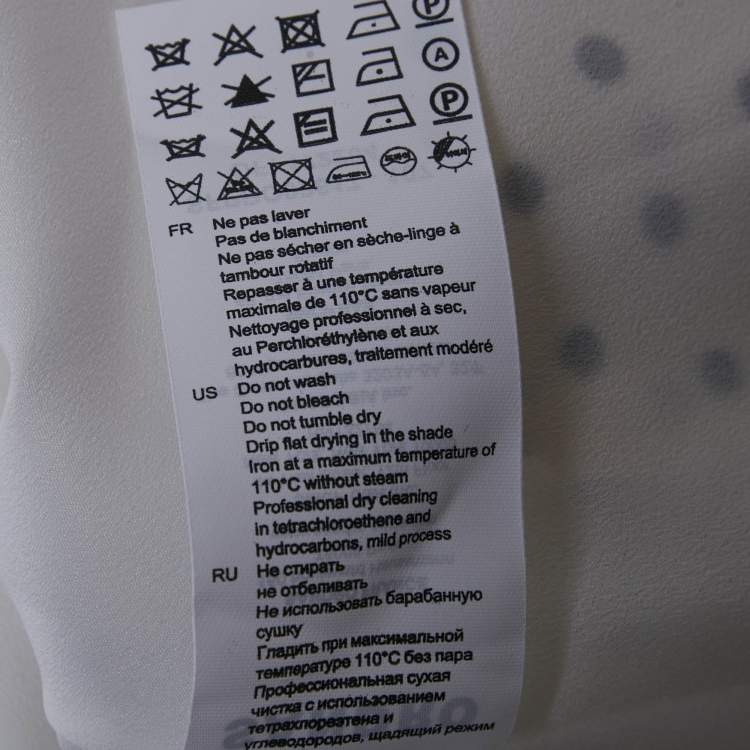 P
A
P
FR Ne pas laver
Pas de blanchiment
Ne pas sécher en sèche-linge à
tambour rotatif
Repasser à une température
maximale de 110°C sans vapeur
Nettoyage professionnel à sec,
au Perchloréthylène et aux
hydrocarbures, traitement modéré
US Do not wash
Do not bleach
Do not tumble dry
Drip flat drying in the shade
Iron at a maximum temperature of
110°C without steam
Professional dry cleaning
in tetrachloroethene and
hydrocarbons, mild process
RU Не стирать
не отбеливать
Не использовать барабанную
сушку
Гладить при максимальной
температуре 110°C без пара
Профессиональная сухая
чистка с использованием
тетрахлорэтена и
углеводородов, щадящий режим